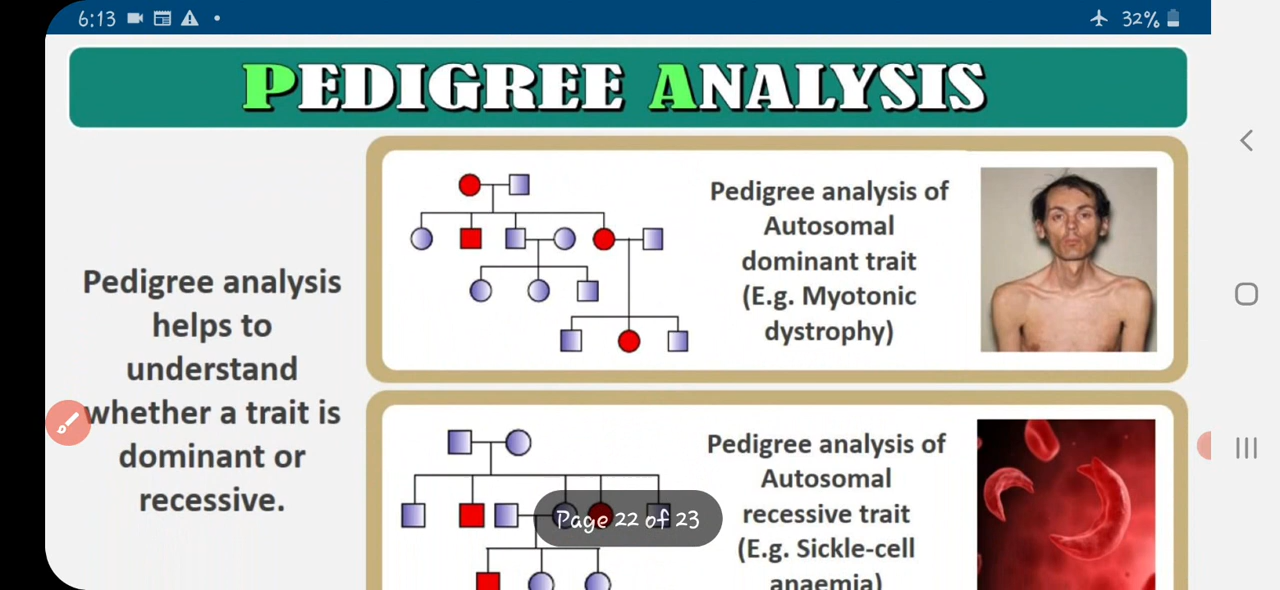 6:13
32%
PEDIGREE ANALYSIS
Pedigree analysis of
Autosomal
dominant trait
(E.g. Myotonic
dystrophy)
Pedigree analysis
helps to
understand
whether a trait is
dominant or
recessive.
Pedigree analysis of
Autosomal
recessive trait
(E.g. Sickle-cell
anaemia)
Page 22 of 23